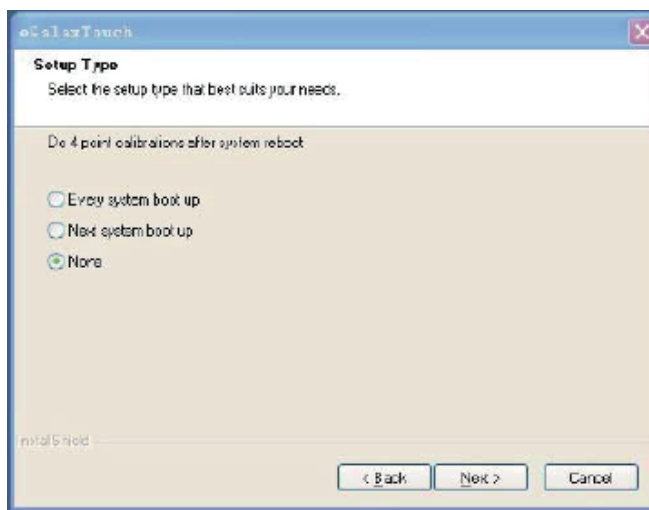 eGalaxTouch
Setup Type
Select the setup type that best suits your needs.
Do 4 point calibrations after system reboot
Every system boot up
Next system boot up
None
InstallShield
< Back
Next >
Cancel